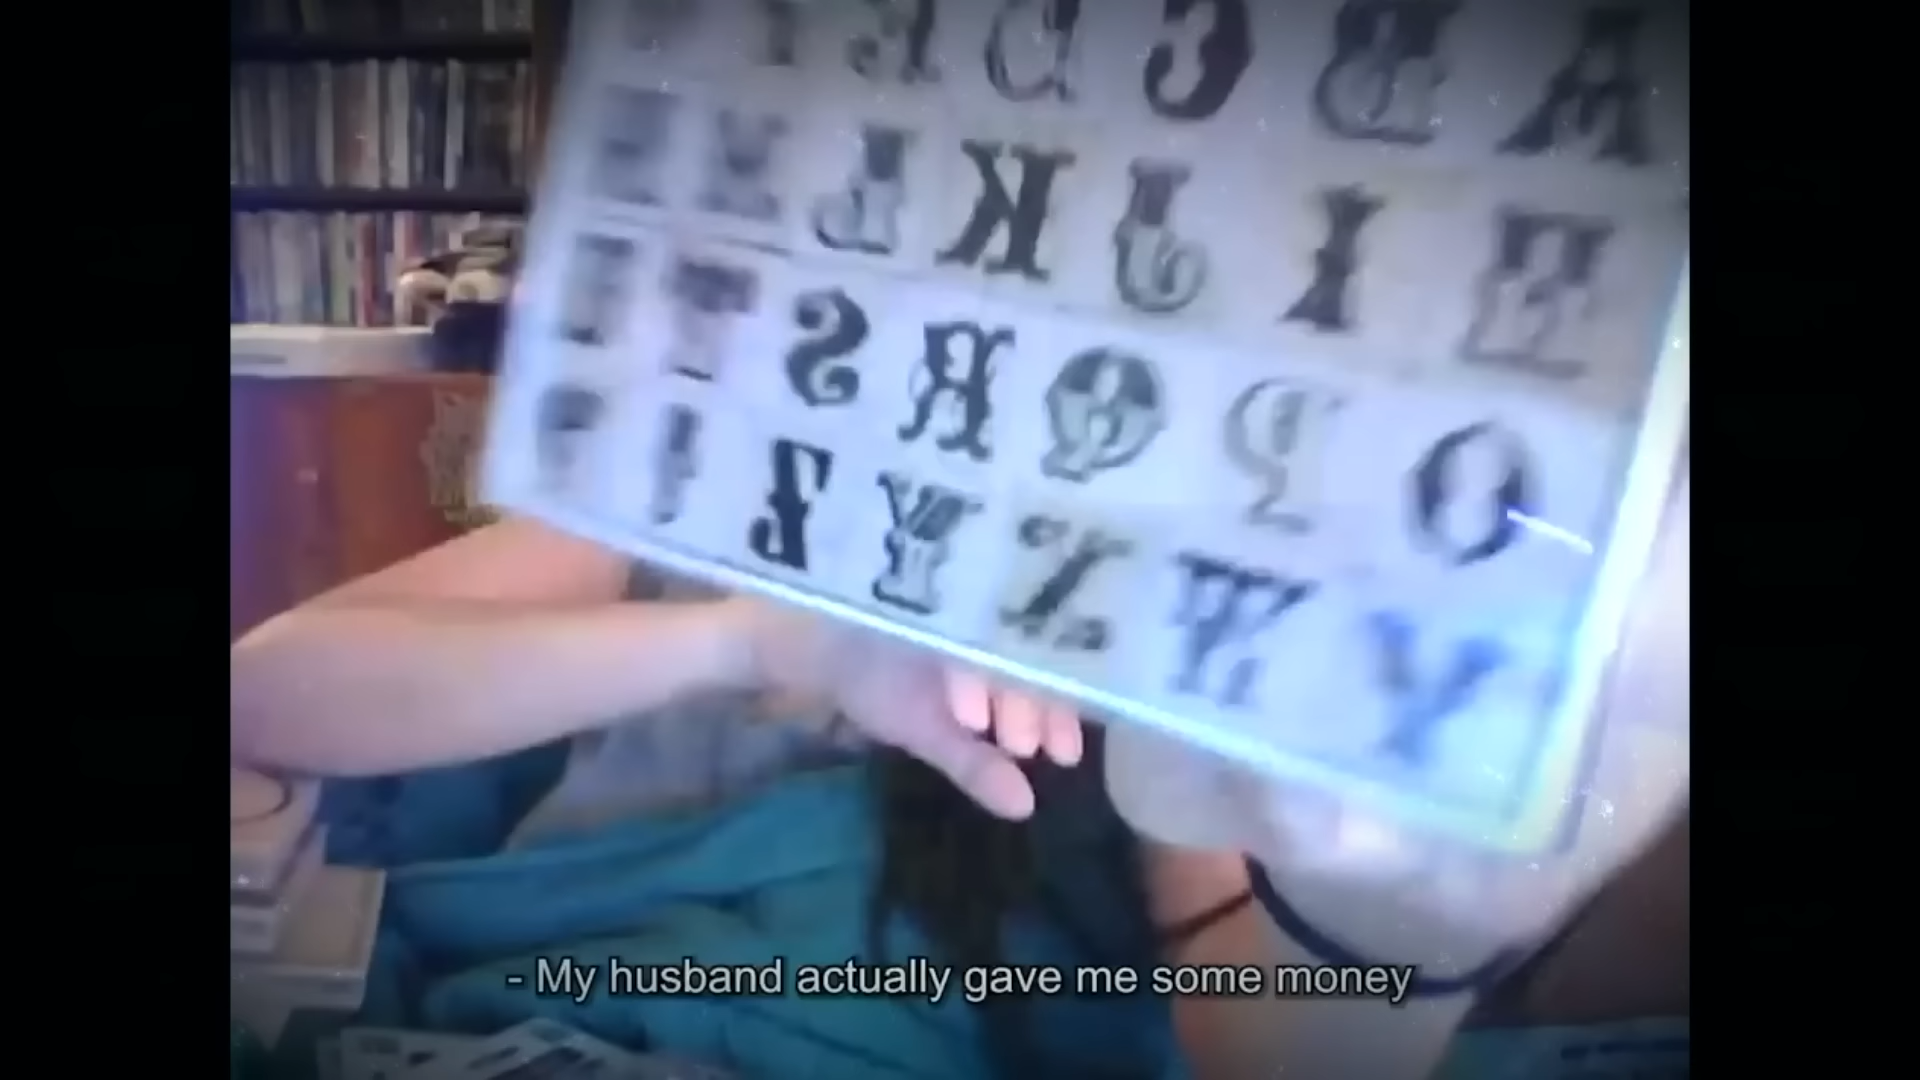 A B C D E
H I J K L
O P Q R S T
V W X Y Z
- My husband actually gave me some money